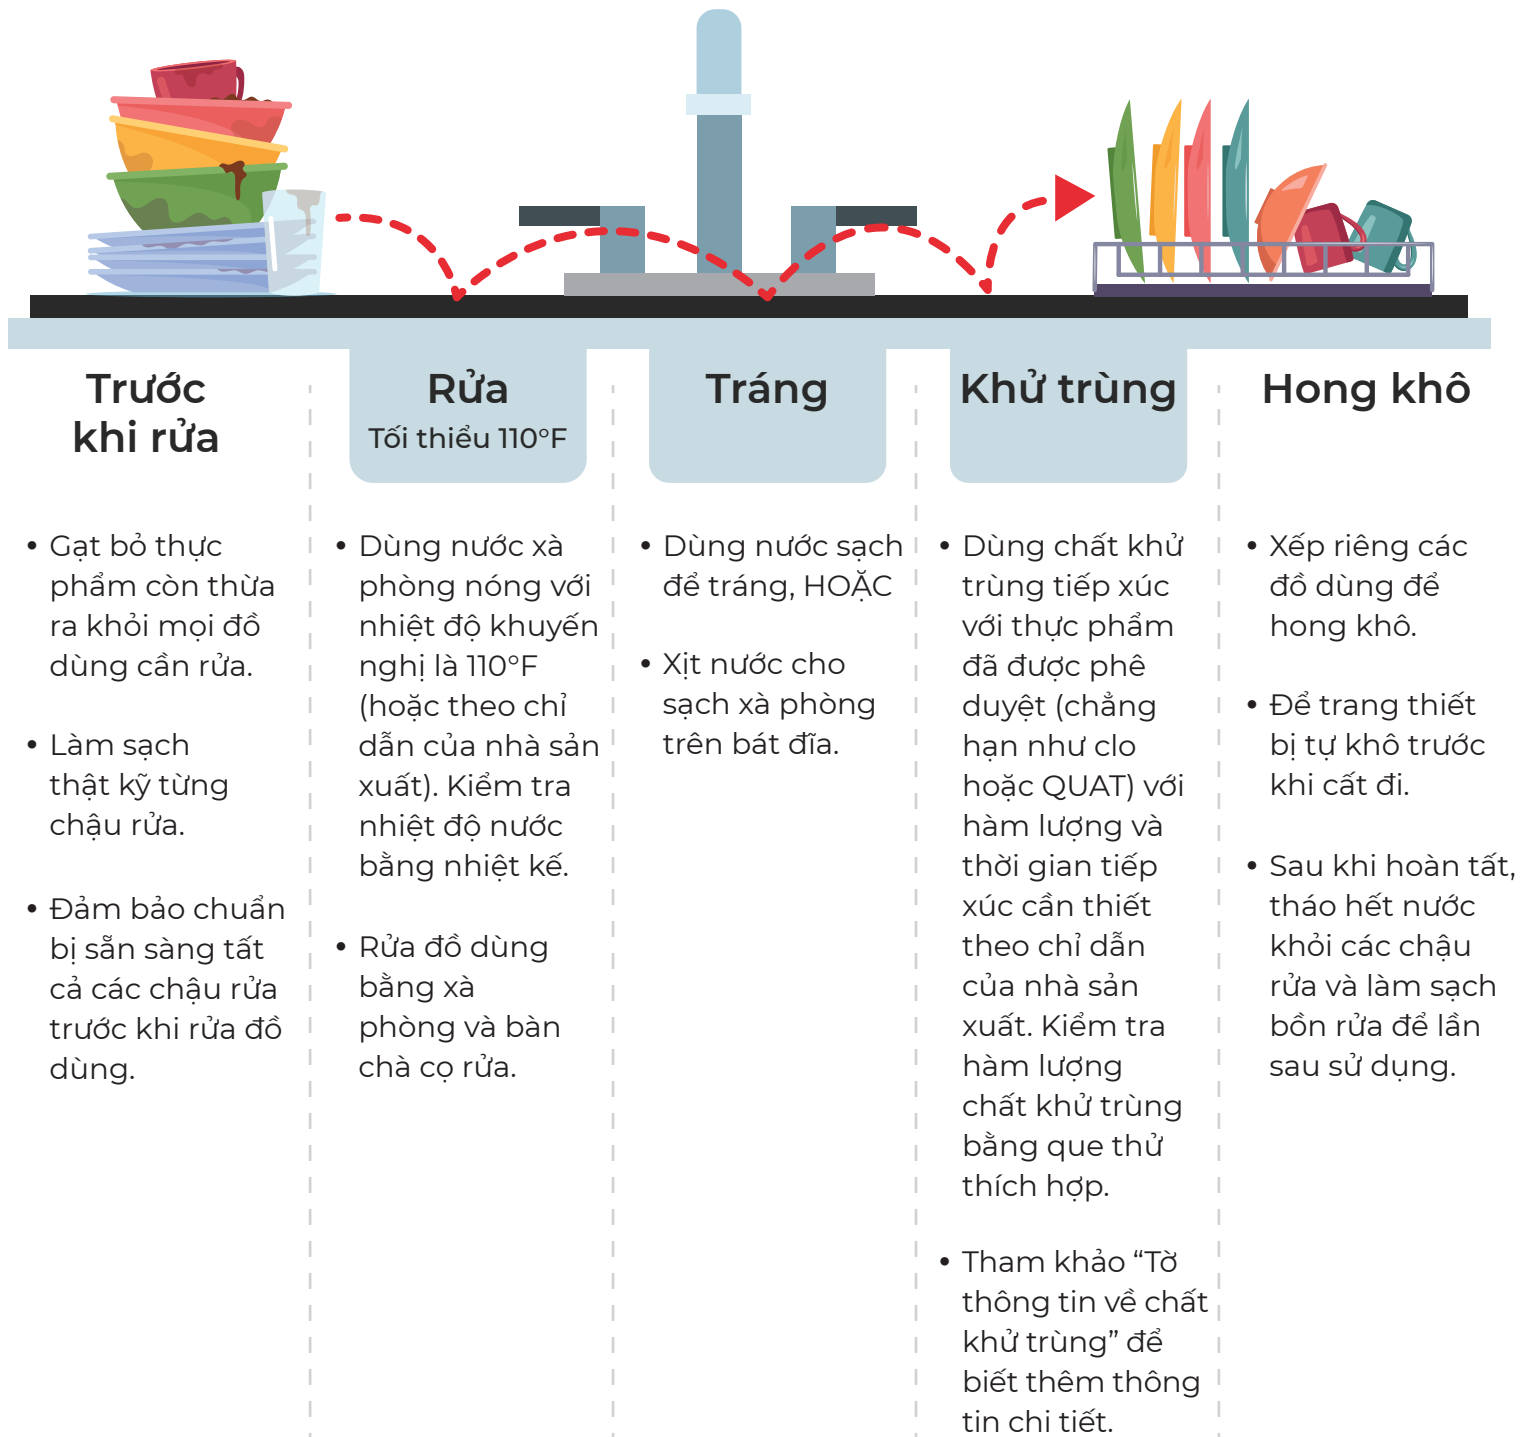 Trước
khi rửa
Gạt bỏ thực
phẩm còn thừa
ra khỏi mọi đồ
dùng cần rửa.
Làm sạch
thật kỹ từng
chậu rửa.
Đảm bảo chuẩn
bị sẵn sàng tất
cả các chậu rửa
trước khi rửa đồ
dùng.
Rửa
Tối thiểu 110°F
Dùng nước xà
phòng nóng với
nhiệt độ khuyến
nghị là 110°F
(hoặc theo chỉ
dẫn của nhà sản
xuất). Kiểm tra
nhiệt độ nước
bằng nhiệt kế.
Rửa đồ dùng
bằng xà
phòng và bàn
chà cọ rửa.
Tráng
Dùng nước sạch
để tráng, HOẶC
Xịt nước cho
sạch xà phòng
trên bát đĩa.
Khử trùng
Dùng chất khử
trùng tiếp xúc
với thực phẩm
đã được phê
duyệt (chẳng
hạn như clo
hoặc QUAT) với
hàm lượng và
thời gian tiếp
xúc cần thiết
theo chỉ dẫn
của nhà sản
xuất. Kiểm tra
hàm lượng
chất khử trùng
bằng que thử
thích hợp.
Tham khảo “Tờ
thông tin về chất
khử trùng” để
biết thêm thông
tin chi tiết.
Hong khô
Xếp riêng các
đồ dùng để
hong khô.
Để trang thiết
bị tự khô trước
khi cất đi.
Sau khi hoàn tất,
tháo hết nước
khỏi các chậu
rửa và làm sạch
bồn rửa để lần
sau sử dụng.